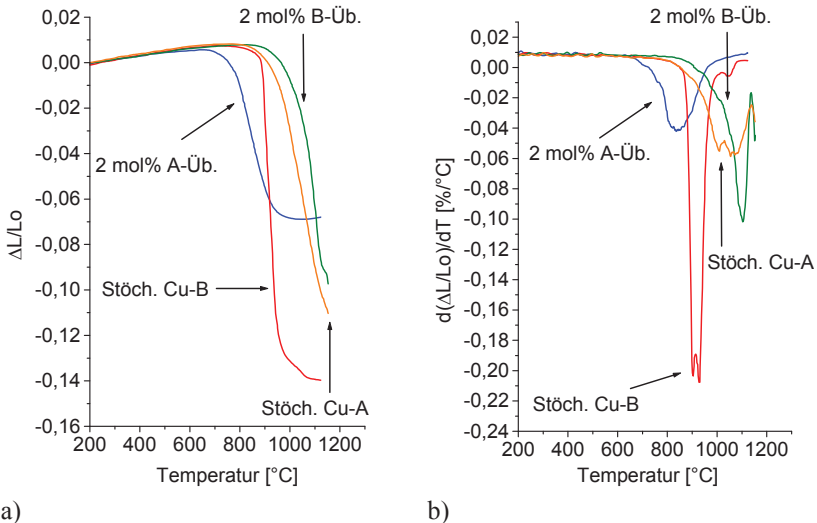 2 mol% B-Üb.
0,02
0,00
-0,02
-0,04
-0,06
-0,08
-0,10
-0,12
-0,14
-0,16
ΔL/Lo
2 mol% A-Üb.
Stöch. Cu-B
Stöch. Cu-A
200 400 600 800 1000 1200
Temperatur [°C]
a)
2 mol% B-Üb.
0,02
0,00
-0,02
-0,04
-0,06
-0,08
-0,10
-0,12
-0,14
-0,16
-0,18
-0,20
-0,22
-0,24
d(ΔL/Lo)/dT [%/°C]
2 mol% A-Üb.
Stöch. Cu-A
Stöch. Cu-B
200 400 600 800 1000 1200
Temperatur [°C]
b)